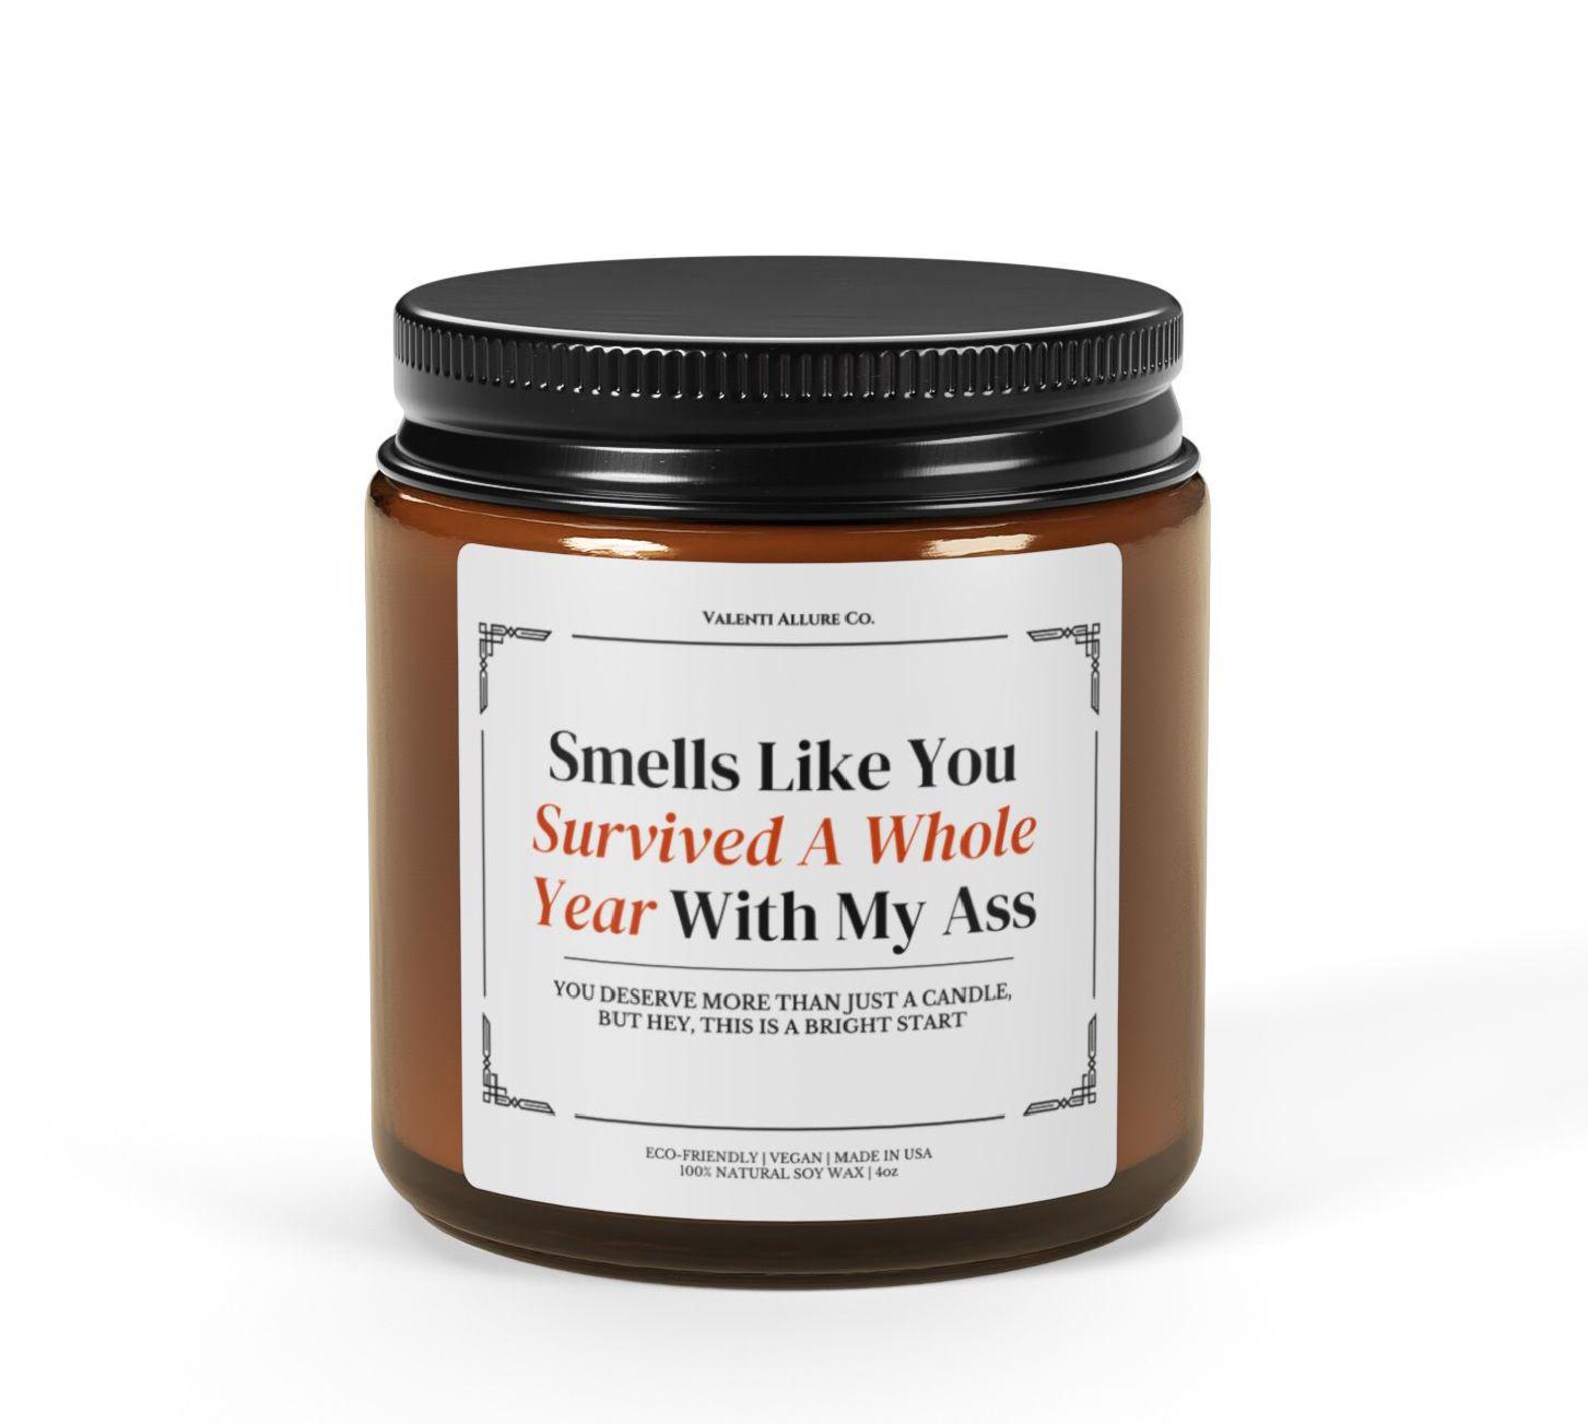 VALENTI ALLURE CO.
Smells Like You
Survived A Whole
Year With My Ass
YOU DESERVE MORE THAN JUST A CANDLE,
BUT HEY, THIS IS A BRIGHT START
ECO-FRIENDLY | VEGAN | MADE IN USA
100% NATURAL SOY WAX | 4oz